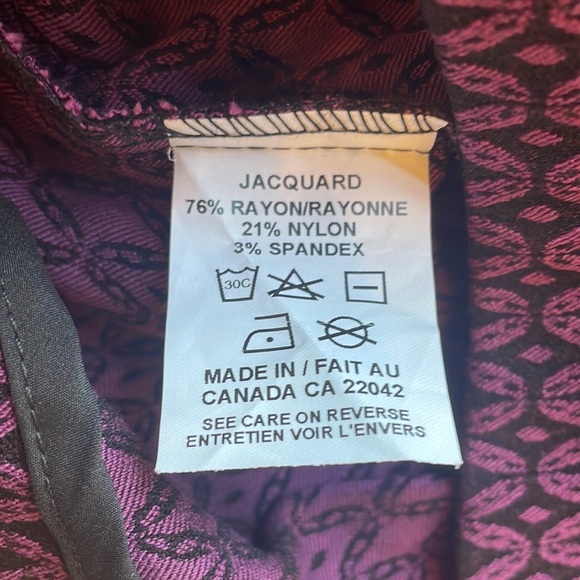 JACQUARD
76% RAYON/RAYONNE
21% NYLON
3% SPANDEX
30C
MADE IN / FAIT AU
CANADA CA 22042
SEE CARE ON REVERSE
ENTRETIEN VOIR L'ENVERS